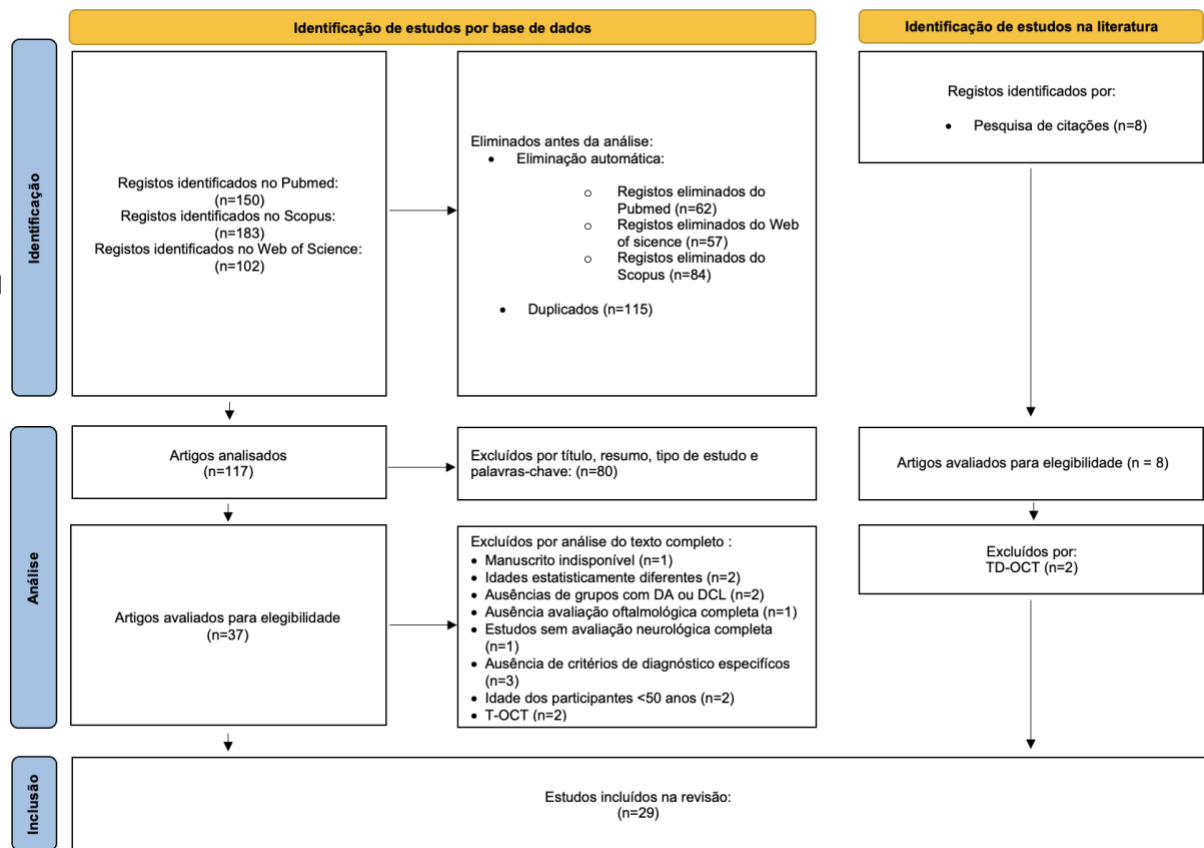 Identificação de estudos por base de dados
Identificação de estudos na literatura
Identificação
Registos identificados no Pubmed:
(n=150)
Registos identificados no Scopus:
(n=183)
Registos identificados no Web of Science:
(n=102)
Eliminados antes da análise:
• Eliminação automática:
o Registos eliminados do
Pubmed (n=62)
o Registos eliminados do Web
of sicence (n=57)
o Registos eliminados do
Scopus (n=84)
• Duplicados (n=115)
Registos identificados por:
• Pesquisa de citações (n=8)
Análise
Artigos analisados
(n=117)
Excluídos por título, resumo, tipo de estudo e
palavras-chave: (n=80)
Artigos avaliados para elegibilidade (n = 8)
Artigos avaliados para elegibilidade
(n=37)
Excluídos por análise do texto completo :
• Manuscrito indisponível (n=1)
• Idades estatisticamente diferentes (n=2)
• Ausências de grupos com DA ou DCL (n=2)
• Ausência avaliação oftalmológica completa (n=1)
• Estudos sem avaliação neurológica completa
(n=1)
• Ausência de critérios de diagnóstico especifícos
(n=3)
• Idade dos participantes <50 anos (n=2)
• T-OCT (n=2)
Excluídos por:
TD-OCT (n=2)
Inclusão
Estudos incluídos na revisão:
(n=29)